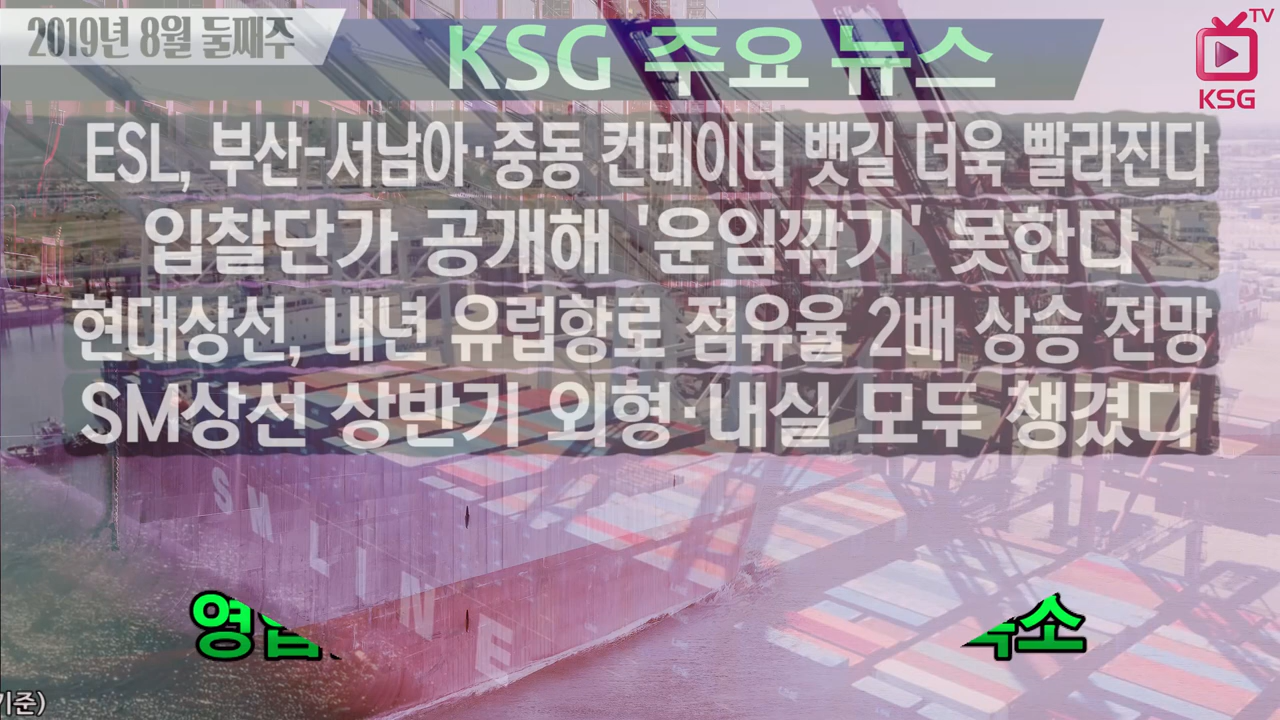 2019년 8월 둘째주
KSG 주요 뉴스
TV
KSG
ESL, 부산-서남아·중동 컨테이너 뱃길 더욱 빨라진다
입찰단가 공개해 '운임깎기' 못한다
현대상선, 내년 유럽항로 점유율 2배 상승 전망
SM상선 상반기 외형·내실 모두 챙겼다
SM LINE
기준)